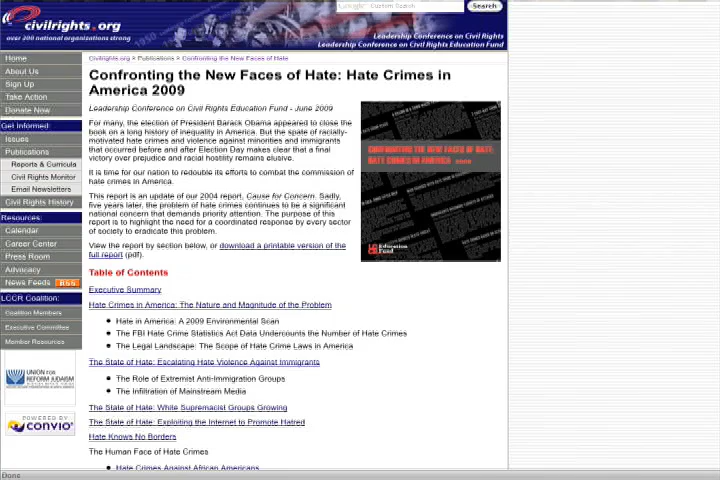 Google™ Custom Search
Search
civilrights.org
over 200 national organizations strong
Leadership Conference on Civil Rights
Leadership Conference on Civil Rights Education Fund
Home
About Us
Sign Up
Take Action
Donate Now
Get Informed:
Issues
Publications
Reports & Curricula
Civil Rights Monitor
Email Newsletters
Civil Rights History
Resources:
Calendar
Career Center
Press Room
Advocacy
News Feeds RSS
LCCR Coalition:
Coalition Members
Executive Committee
Member Resources
UNION FOR
REFORM JUDAISM
POWERED BY
CONVIO
Civilrights.org > Publications > Confronting the New Faces of Hate
Confronting the New Faces of Hate: Hate Crimes in
America 2009
Leadership Conference on Civil Rights Education Fund - June 2009
For many, the election of President Barack Obama appeared to close the
book on a long history of inequality in America. But the spate of racially-
motivated hate crimes and violence against minorities and immigrants
that occurred before and after Election Day makes clear that a final
victory over prejudice and racial hostility remains elusive.
It is time for our nation to redouble its efforts to combat the commission of
hate crimes in America.
This report is an update of our 2004 report, Cause for Concern. Sadly,
five years later, the problem of hate crimes continues to be a significant
national concern that demands priority attention. The purpose of this
report is to highlight the need for a coordinated response by every sector
of society to eradicate this problem.
View the report by section below, or download a printable version of the
full report (pdf).
CONFRONTING THE NEW FACES OF HATE:
HATE CRIMES IN AMERICA 2009
LCCR Education
Fund
Table of Contents
Executive Summary
Hate Crimes in America: The Nature and Magnitude of the Problem
Hate in America: A 2009 Environmental Scan
The FBI Hate Crime Statistics Act Data Undercounts the Number of Hate Crimes
The Legal Landscape: The Scope of Hate Crime Laws in America
The State of Hate: Escalating Hate Violence Against Immigrants
The Role of Extremist Anti-Immigration Groups
The Infiltration of Mainstream Media
The State of Hate: White Supremacist Groups Growing
The State of Hate: Exploiting the Internet to Promote Hatred
Hate Knows No Borders
The Human Face of Hate Crimes
Hate Crimes Against African Americans
Done